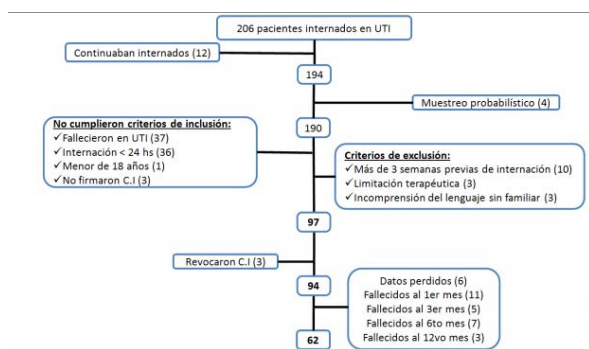 206 pacientes internados en UTI
Continuaban internados (12)
194
Muestreo probabilístico (4)
190
No cumplieron criterios de inclusión:
✓Fallecieron en UTI (37)
✓Internación < 24 hs (36)
✓Menor de 18 años (1)
✓No firmaron C.I (3)
Criterios de exclusión:
✓Más de 3 semanas previas de internación (10)
✓Limitación terapéutica (3)
✓Incomprensión del lenguaje sin familiar (3)
97
Revocaron C.I (3)
94
Datos perdidos (6)
Fallecidos al 1er mes (11)
Fallecidos al 3er mes (5)
Fallecidos al 6to mes (7)
Fallecidos al 12vo mes (3)
62